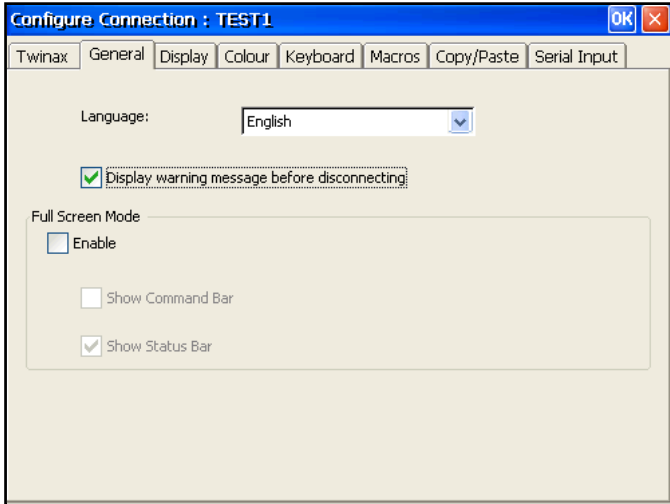 Configure Connection : TEST1 OK
Twinax General Display Colour Keyboard Macros Copy/Paste Serial Input
Language: English
Display warning message before disconnecting
Full Screen Mode
Enable
Show Command Bar
Show Status Bar